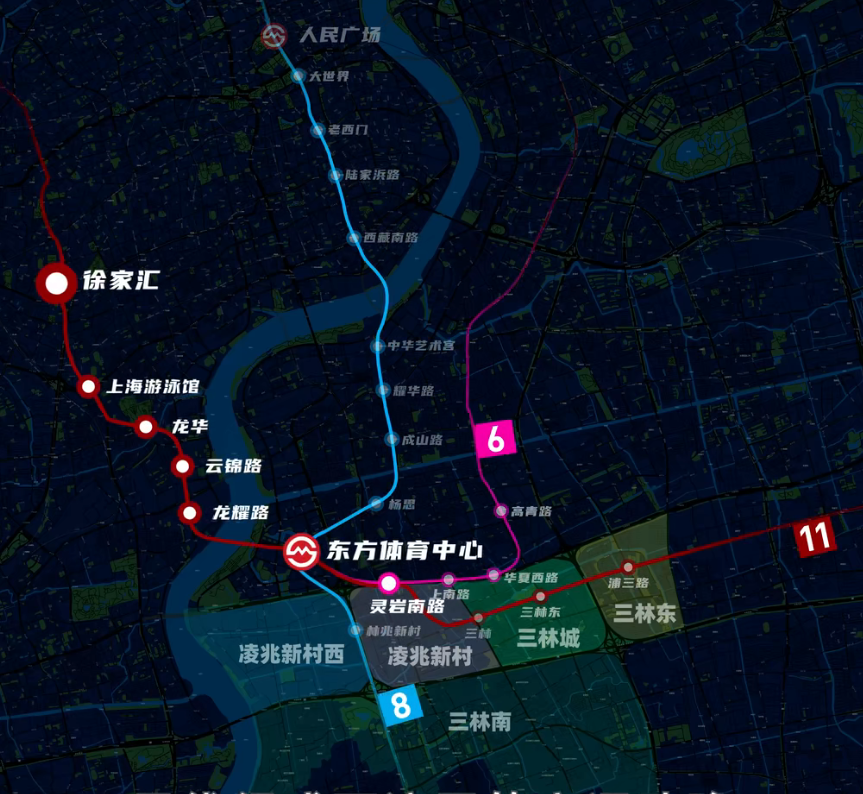 人民广场
大世界
老西门
陆家浜路
西藏南路
徐家汇
中华艺术宫
上海游泳馆
耀华路
龙华
6
成山路
云锦路
杨思
龙耀路
高青路
11
东方体育中心
华夏西路
浦三路
上南路
灵岩南路
三林东
三林东
林兆新村
三林
三林城
凌兆新村西
凌兆新村
8
三林南